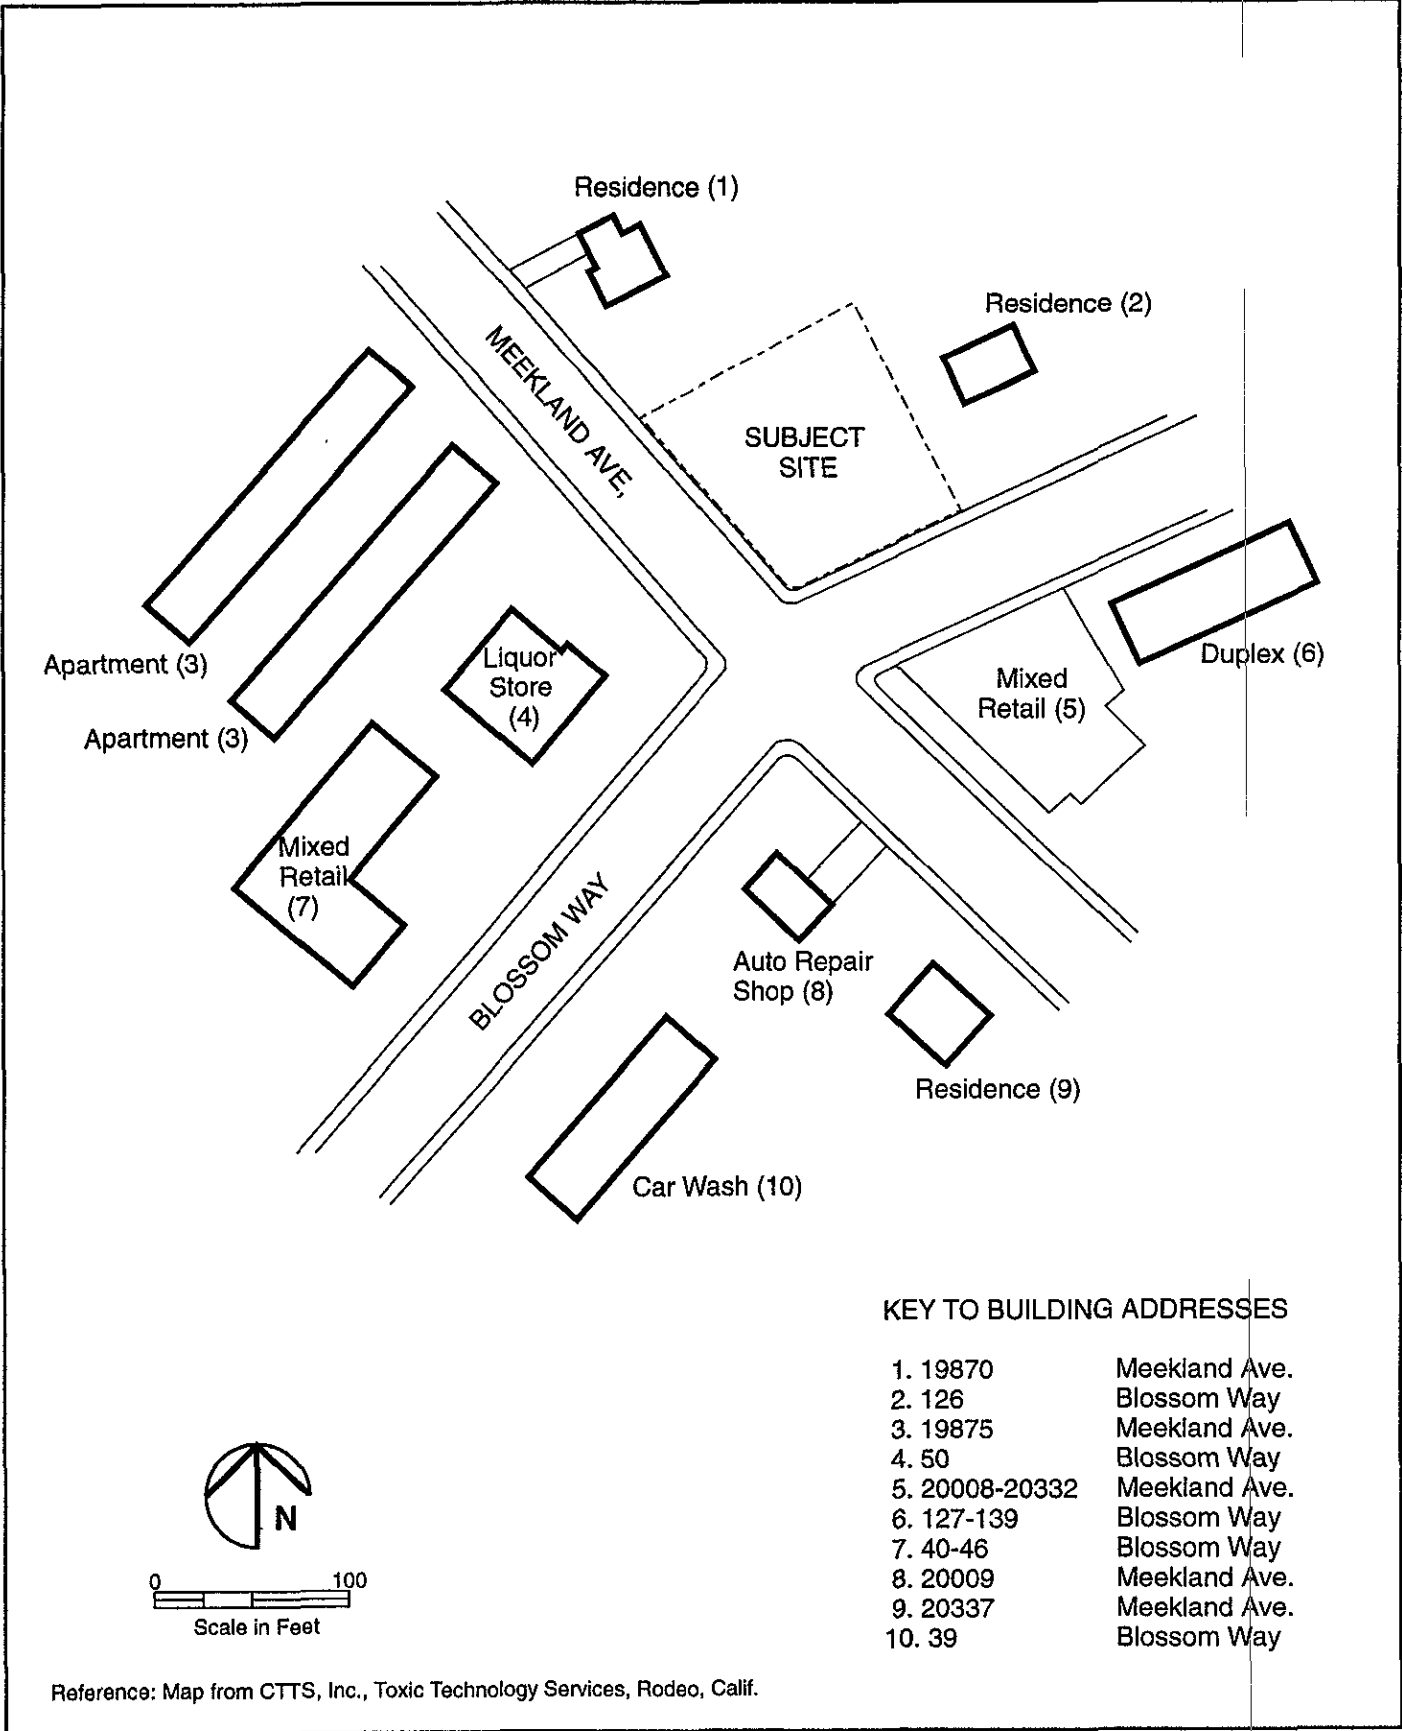 Residence (1)
Residence (2)
MEEKLAND AVE,
SUBJECT
SITE
Apartment (3)
Liquor
Store
(4)
Mixed
Retail (5)
Duplex (6)
Apartment (3)
Mixed
Retail
(7)
BLOSSOM WAY
Auto Repair
Shop (8)
Residence (9)
Car Wash (10)
KEY TO BUILDING ADDRESSES
1. 19870 Meekland Ave.
2. 126 Blossom Way
3. 19875 Meekland Ave.
4. 50 Blossom Way
5. 20008-20332 Meekland Ave.
6. 127-139 Blossom Way
7. 40-46 Blossom Way
8. 20009 Meekland Ave.
9. 20337 Meekland Ave.
10. 39 Blossom Way
N
0 100
Scale in Feet
Reference: Map from CTTS, Inc., Toxic Technology Services, Rodeo, Calif.